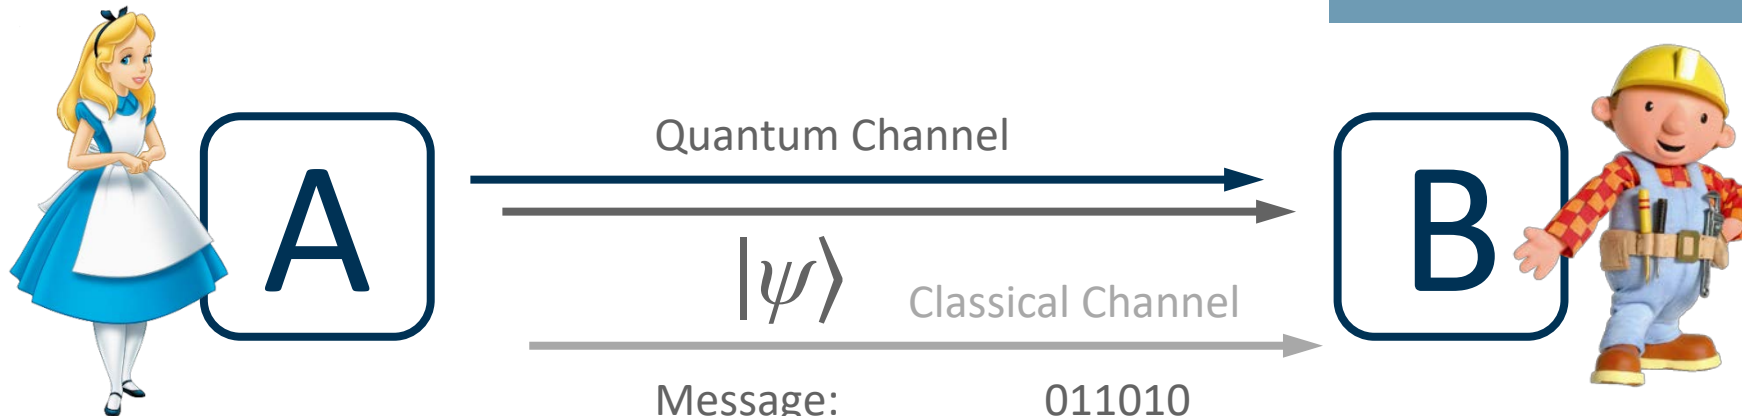 Quantum Channel
A
B
|ψ⟩
Classical Channel
Message: 011010